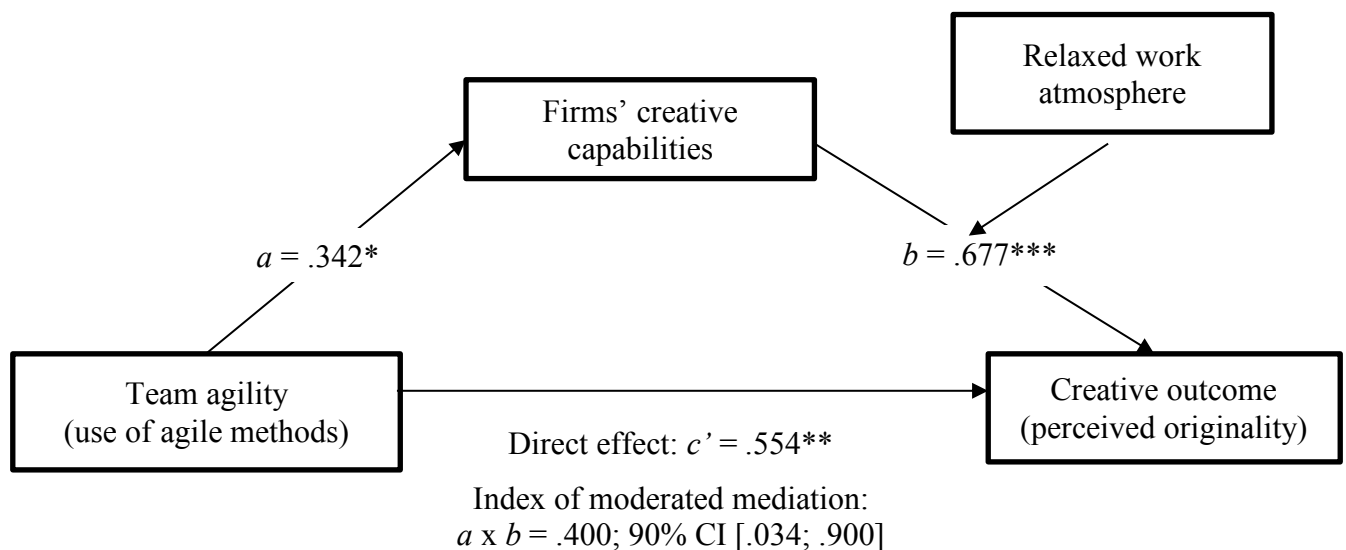 Relaxed work
atmosphere
Firms’ creative
capabilities
a = .342*
b = .677***
Team agility
(use of agile methods)
Creative outcome
(perceived originality)
Direct effect: c’ = .554**
Index of moderated mediation:
a x b = .400; 90% CI [.034; .900]